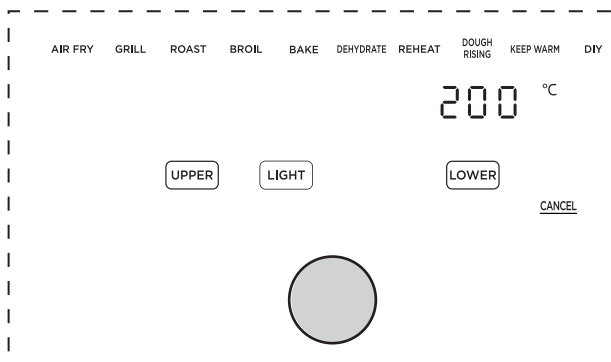 AIR FRY GRILL ROAST BROIL BAKE DEHYDRATE REHEAT DOUGH RISING KEEP WARM DIY
200 °C
UPPER LIGHT LOWER
CANCEL